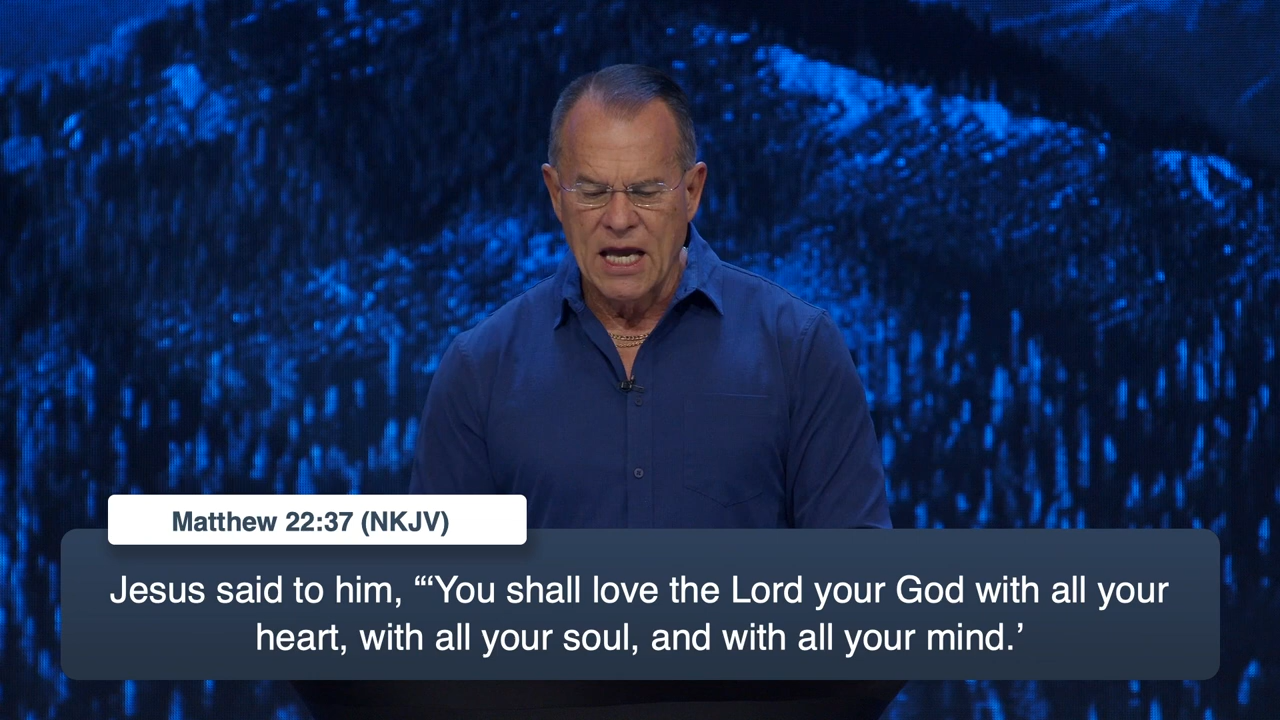 Matthew 22:37 (NKJV)
Jesus said to him, “‘You shall love the Lord your God with all your
heart, with all your soul, and with all your mind.’